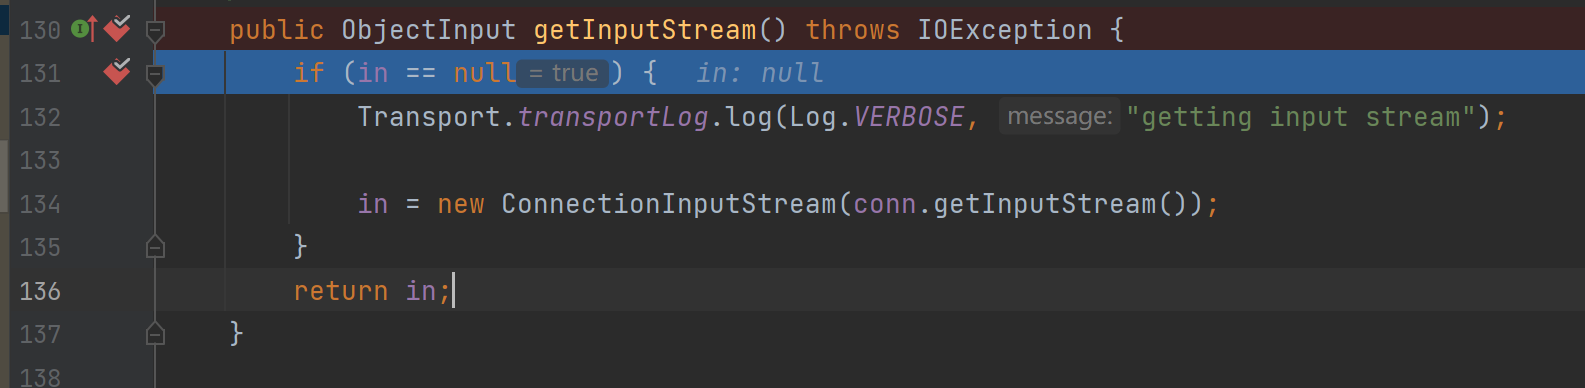 130 I public ObjectInput getInputStream() throws IOException {
131 if (in == null = true ) { in: null
132 Transport.transportLog.log(Log.VERBOSE, message: "getting input stream");
133
134 in = new ConnectionInputStream(conn.getInputStream());
135 }
136 return in;
137 }
138